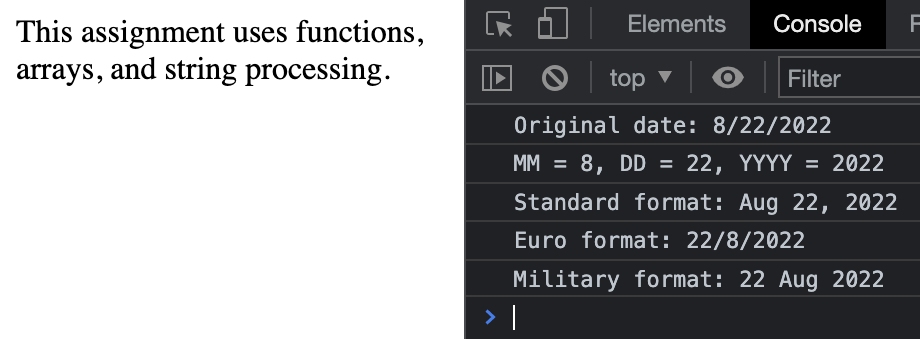 This assignment uses functions,
arrays, and string processing.
Elements Console F
top ▼ Filter
Original date: 8/22/2022
MM = 8, DD = 22, YYYY = 2022
Standard format: Aug 22, 2022
Euro format: 22/8/2022
Military format: 22 Aug 2022
>